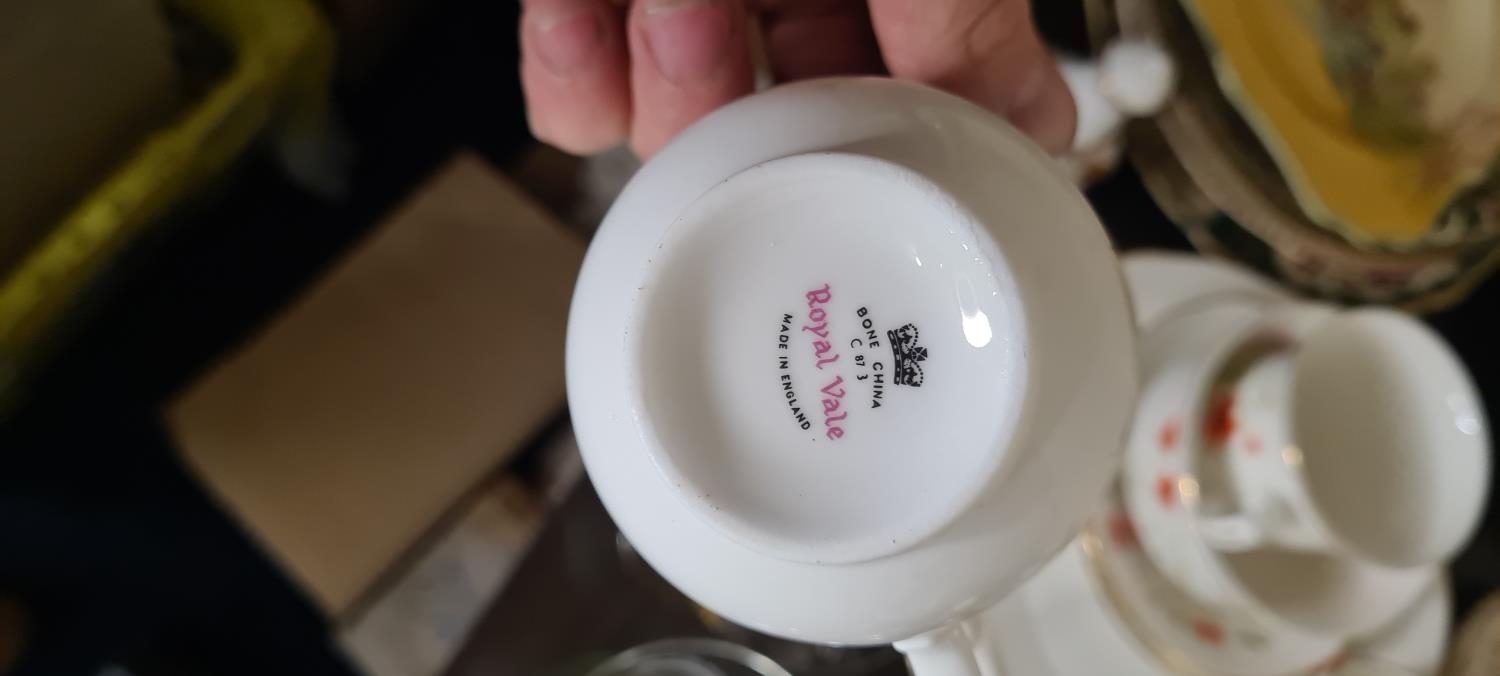 BONE CHINA
C 87 3
Royal Vale
MADE IN ENGLAND